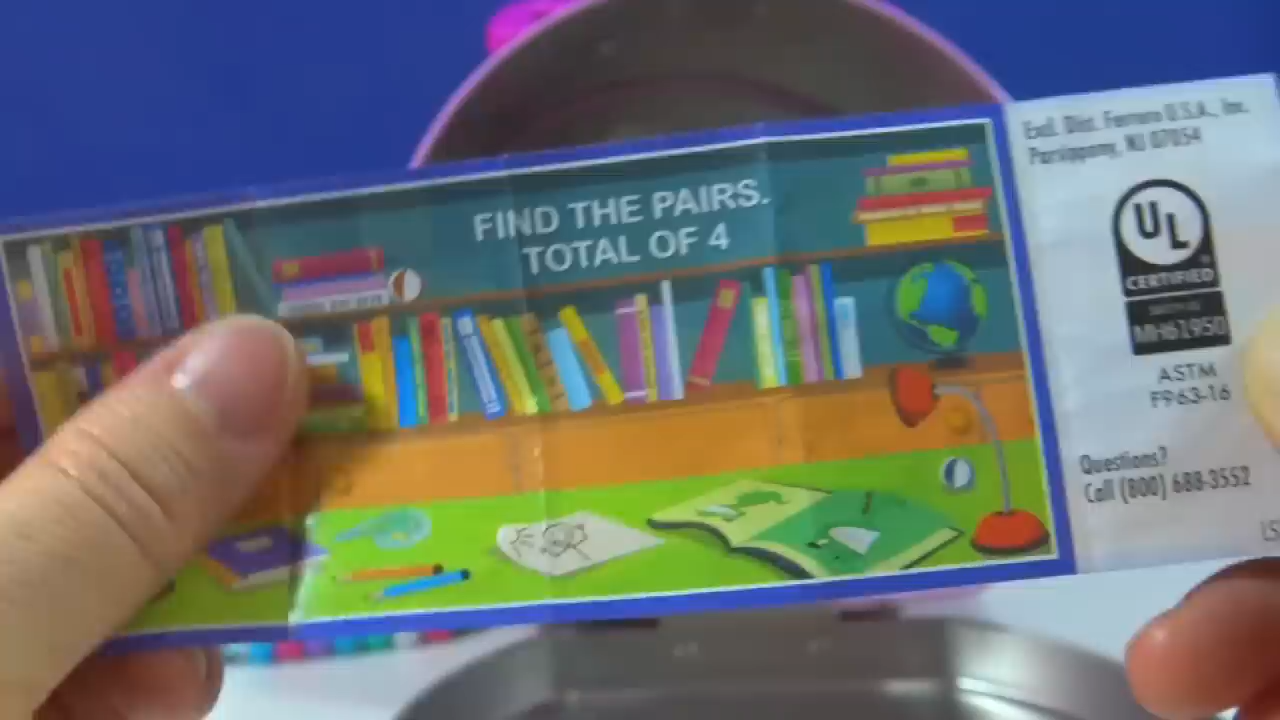 FIND THE PAIRS.
TOTAL OF 4
Excl. Dist. Ferrero U.S.A., Inc.
Parsippany, NJ 07054
UL
CERTIFIED
MH61950
ASTM
F963-16
Questions?
Call (800) 688-3552
LS